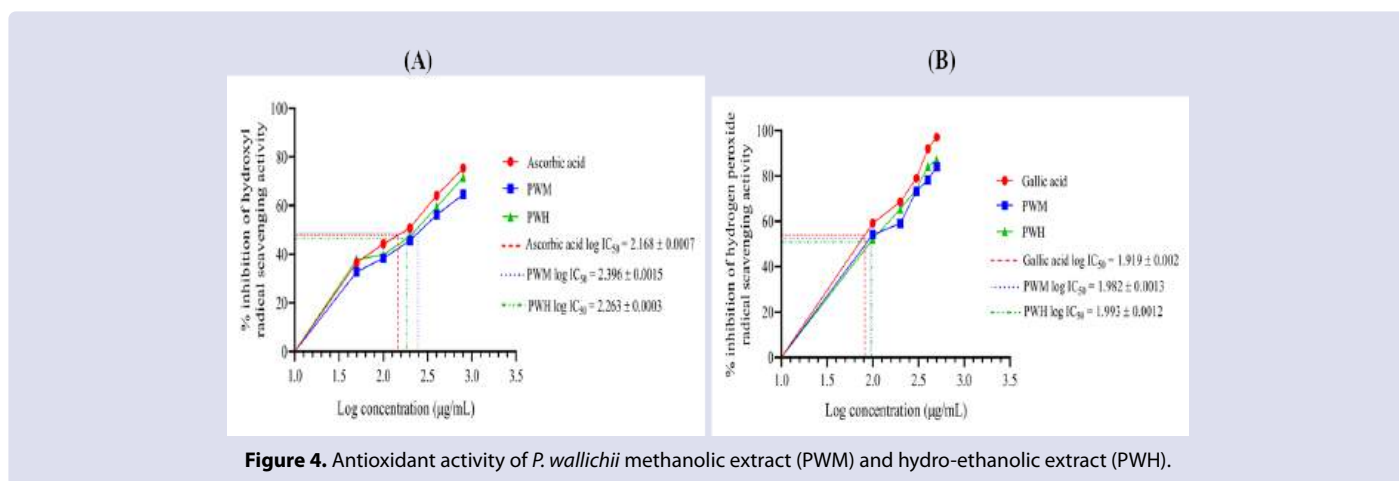 (A)
% inhibition of hydroxyl
radical scavenging activity
100
80
60
40
20
0
1.0 1.5 2.0 2.5 3.0 3.5
Log concentration (µg/mL)
Ascorbic acid
PWM
PWH
Ascorbic acid log IC50 = 2.168 ± 0.0007
PWM log IC50 = 2.396 ± 0.0015
PWH log IC50 = 2.263 ± 0.0003
(B)
% inhibition of hydrogen peroxide
radical scavenging activity
100
80
60
40
20
0
1.0 1.5 2.0 2.5 3.0 3.5
Log concentration (µg/mL)
Gallic acid
PWM
PWH
Gallic acid log IC50 = 1.919 ± 0.002
PWM log IC50 = 1.982 ± 0.0013
PWH log IC50 = 1.993 ± 0.0012
Figure 4. Antioxidant activity of P. wallichii methanolic extract (PWM) and hydro-ethanolic extract (PWH).